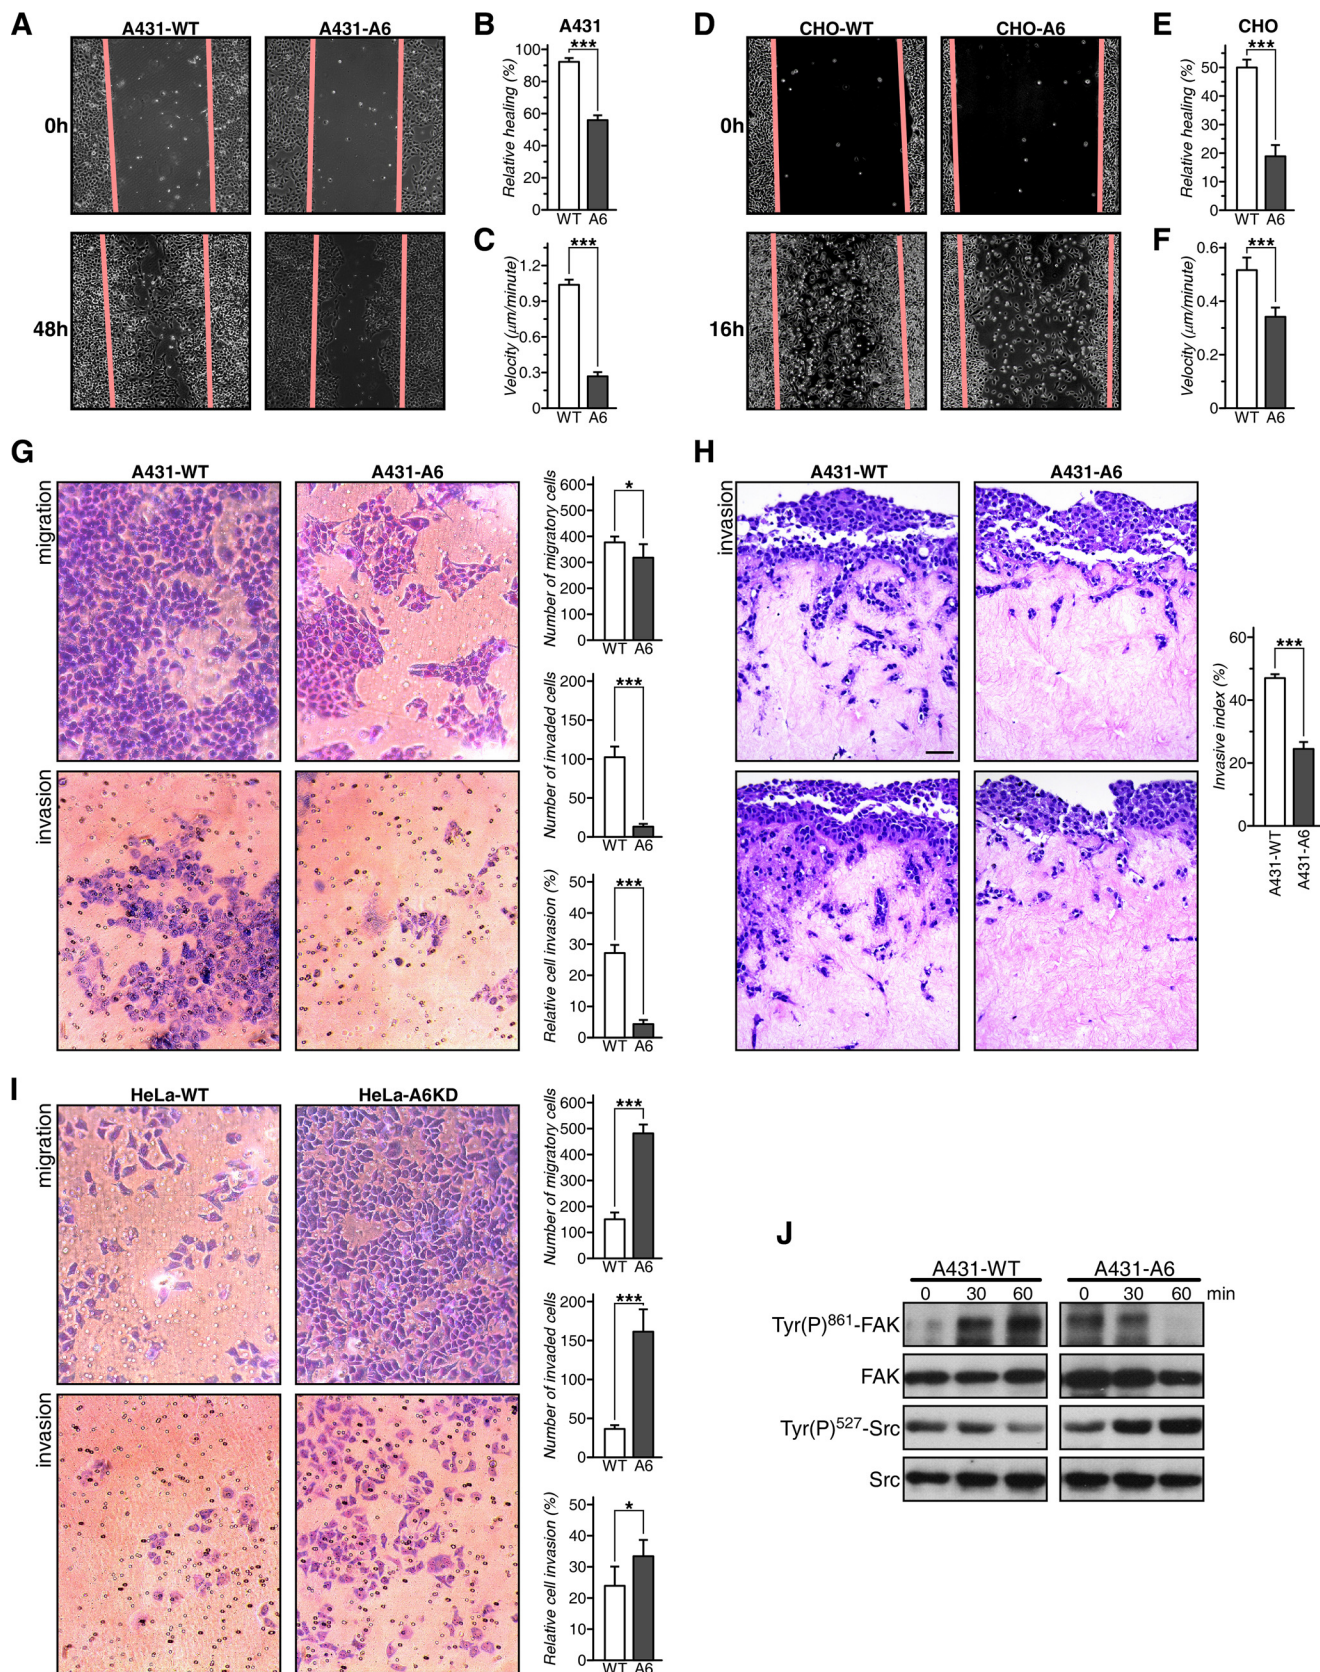 A
A431-WT
A431-A6
0h
48h
B
A431
Relative healing (%)
100
80
60
40
20
0
***
WT A6
C
Velocity (μm/minute)
1.2
0.9
0.6
0.3
0
***
WT A6
D
CHO-WT
CHO-A6
0h
16h
E
CHO
Relative healing (%)
50
40
30
20
10
0
***
WT A6
F
Velocity (μm/minute)
0.6
0.4
0.2
0
***
WT A6
G
A431-WT
A431-A6
migration
invasion
Number of migratory cells
600
500
400
300
200
100
0
*
WT A6
Number of invaded cells
200
150
100
50
0
***
WT A6
Relative cell invasion (%)
50
40
30
20
10
0
***
WT A6
H
A431-WT
A431-A6
invasion
Invasive index (%)
60
40
20
0
***
A431-WT
A431-A6
I
HeLa-WT
HeLa-A6KD
migration
invasion
Number of migratory cells
600
500
400
300
200
100
0
***
WT A6
Number of invaded cells
200
150
100
50
0
***
WT A6
Relative cell invasion (%)
50
40
30
20
10
0
*
WT A6
J
A431-WT
A431-A6
0 30 60
0 30 60 min
Tyr(P)861-FAK
FAK
Tyr(P)527-Src
Src